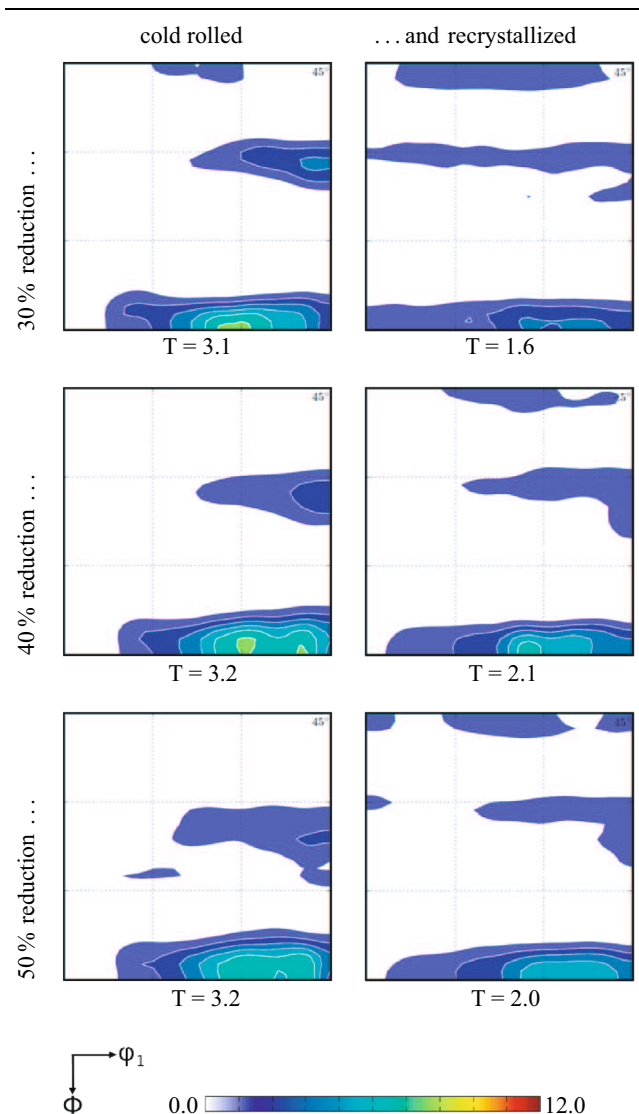 cold rolled
... and recrystallized
30 % reduction ...
45°
45°
T = 3.1
T = 1.6
40 % reduction ...
45°
45°
T = 3.2
T = 2.1
50 % reduction ...
45°
45°
T = 3.2
T = 2.0
φ₁
Φ
0.0
12.0